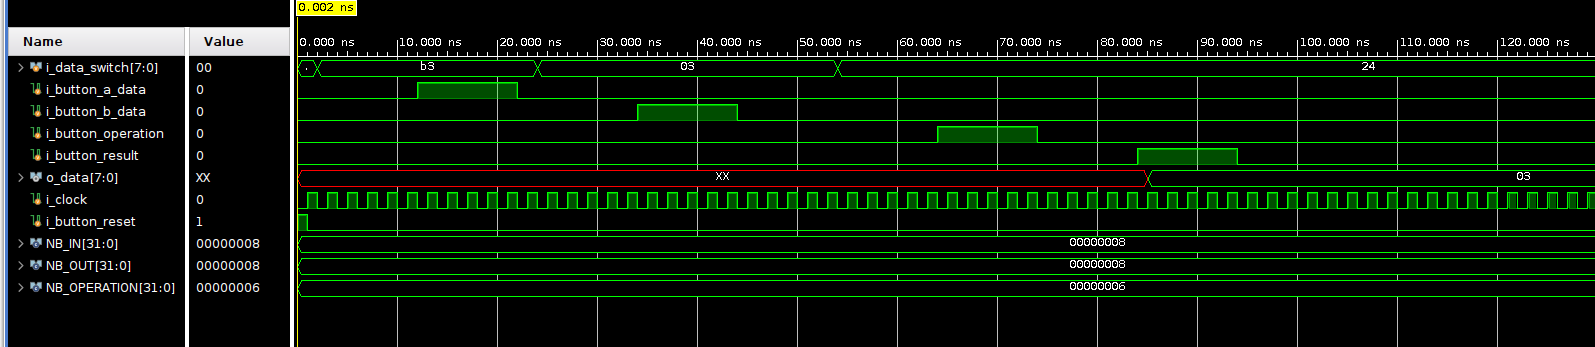 0.002 ns
Name Value
0.000 ns 10.000 ns 20.000 ns 30.000 ns 40.000 ns 50.000 ns 60.000 ns 70.000 ns 80.000 ns 90.000 ns 100.000 ns 110.000 ns 120.000 ns
i_data_switch[7:0] 00 . b3 03 24
i_button_a_data 0
i_button_b_data 0
i_button_operation 0
i_button_result 0
o_data[7:0] XX XX 03
i_clock 0
i_button_reset 1
NB_IN[31:0] 00000008 00000008
NB_OUT[31:0] 00000008 00000008
NB_OPERATION[31:0] 00000006 00000006